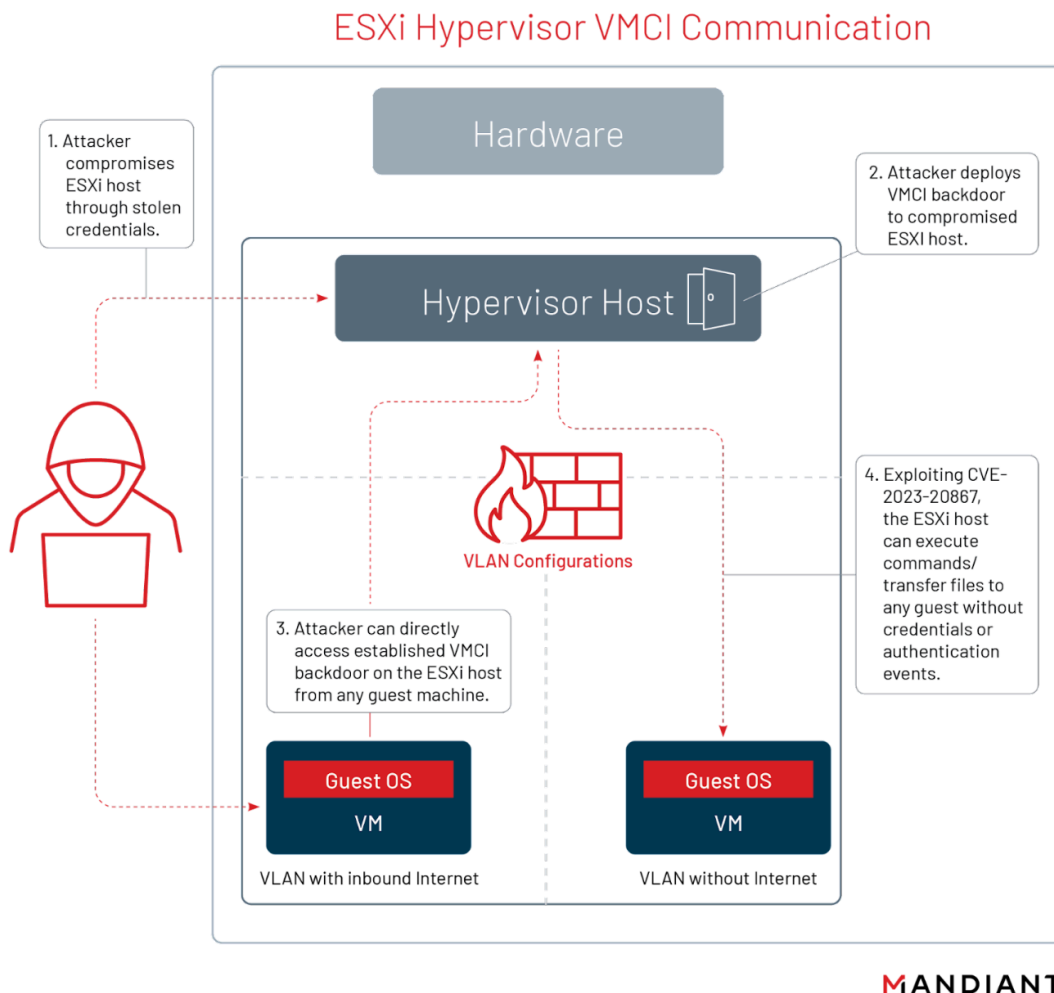 ESXi Hypervisor VMCI Communication
Hardware
1. Attacker
compromises
ESXi host
through stolen
credentials.
2. Attacker deploys
VMCI backdoor
to compromised
ESXI host.
Hypervisor Host
VLAN Configurations
4. Exploiting CVE-
2023-20867,
the ESXi host
can execute
commands/
transfer files to
any guest without
credentials or
authentication
events.
3. Attacker can directly
access established VMCI
backdoor on the ESXi host
from any guest machine.
Guest OS
VM
VLAN with inbound Internet
Guest OS
VM
VLAN without Internet
MANDIANT